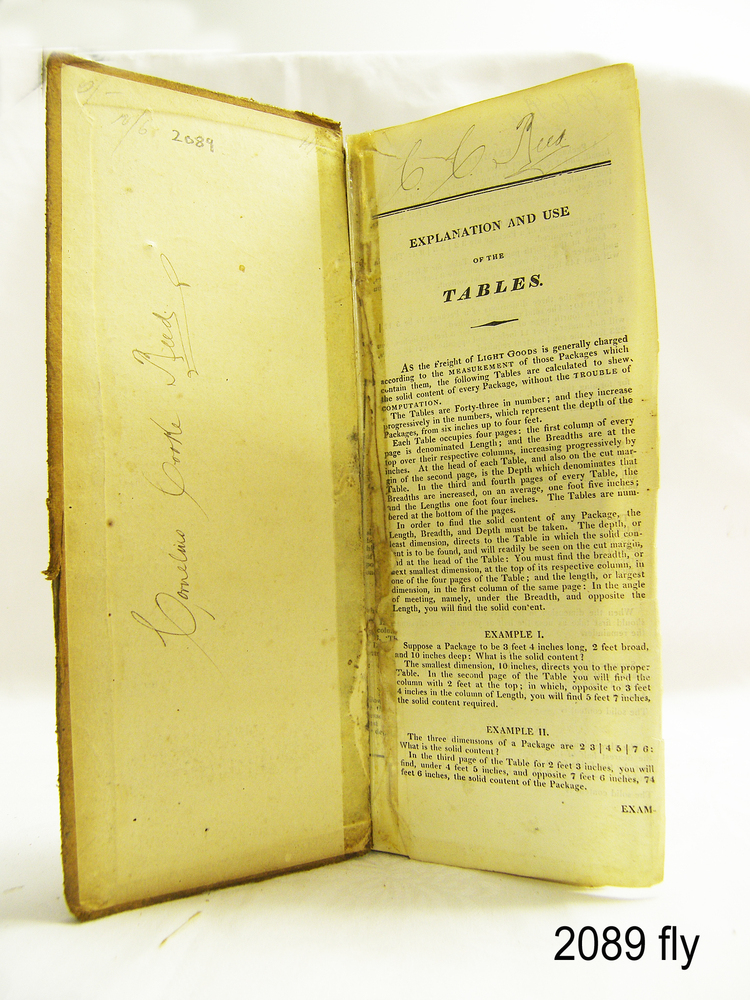 2089
Cornelius Cooke Reed
C. C. Reed
EXPLANATION AND USE
OF THE
TABLES.
AS the Freight of LIGHT GOODS is generally charged
according to the MEASUREMENT of those Packages which
contain them, the following Tables are calculated to shew,
the solid content of every Package, without the TROUBLE of
COMPUTATION.
The Tables are Forty-three in number; and they increase
progressively in the numbers, which represent the depth of the
Packages, from six inches up to four feet.
Each Table occupies four pages: the first column of every
page is denominated Length; and the Breadths are at the
top over their respective columns, increasing progressively by
inches. At the head of each Table, and also on the cut mar-
gin of the second page, is the Depth which denominates that
Table. In the third and fourth pages of every Table, the
Breadths are increased, on an average, one foot five inches;
and the Lengths one foot four inches. The Tables are num-
bered at the bottom of the pages.
In order to find the solid content of any Package, the
Length, Breadth, and Depth must be taken. The depth, or
least dimension, directs to the Table in which the solid con-
tent is to be found, and will readily be seen on the cut margin,
and at the head of the Table: You must find the breadth, or
next smallest dimension, at the top of its respective column, in
one of the four pages of the Table; and the length, or largest
dimension, in the first column of the same page: In the angle
of meeting, namely, under the Breadth, and opposite the
Length, you will find the solid content.
EXAMPLE I.
Suppose a Package to be 3 feet 4 inches long, 2 feet broad,
and 10 inches deep: What is the solid content?
The smallest dimension, 10 inches, directs you to the proper
Table. In the second page of the Table you will find the
column with 2 feet at the top; in which, opposite to 3 feet
4 inches in the column of Length, you will find 5 feet 7 inches,
the solid content required.
EXAMPLE II.
The three dimensions of a Package are 2 3 | 4 5 | 7 6:
What is the solid content?
In the third page of the Table for 2 feet 3 inches, you will
find, under 4 feet 5 inches, and opposite 7 feet 6 inches, 74
feet 6 inches, the solid content of the Package.
EXAM-
2089 fly